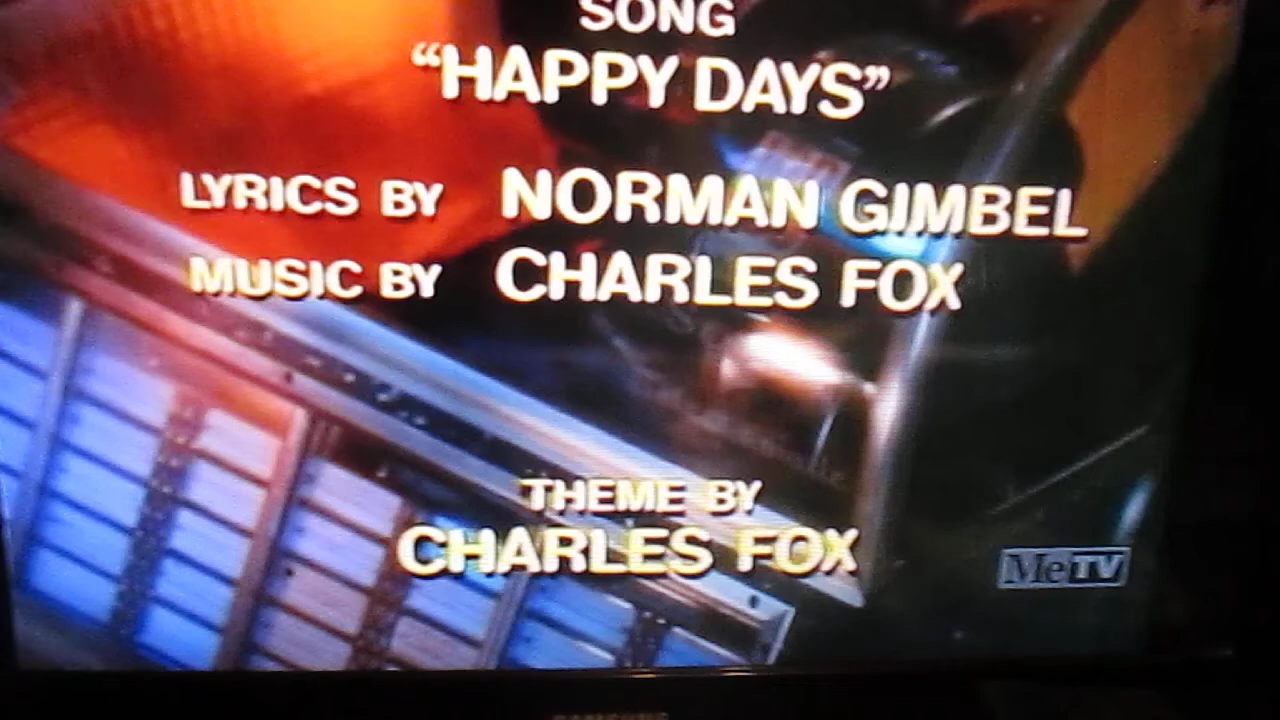 SONG
“HAPPY DAYS”
LYRICS BY NORMAN GIMBEL
MUSIC BY CHARLES FOX
THEME BY
CHARLES FOX
MeTV